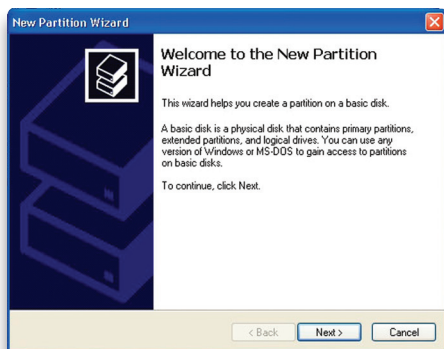 New Partition Wizard
Welcome to the New Partition
Wizard
This wizard helps you create a partition on a basic disk.
A basic disk is a physical disk that contains primary partitions,
extended partitions, and logical drives. You can use any
version of Windows or MS-DOS to gain access to partitions
on basic disks.
To continue, click Next.
< Back
Next >
Cancel